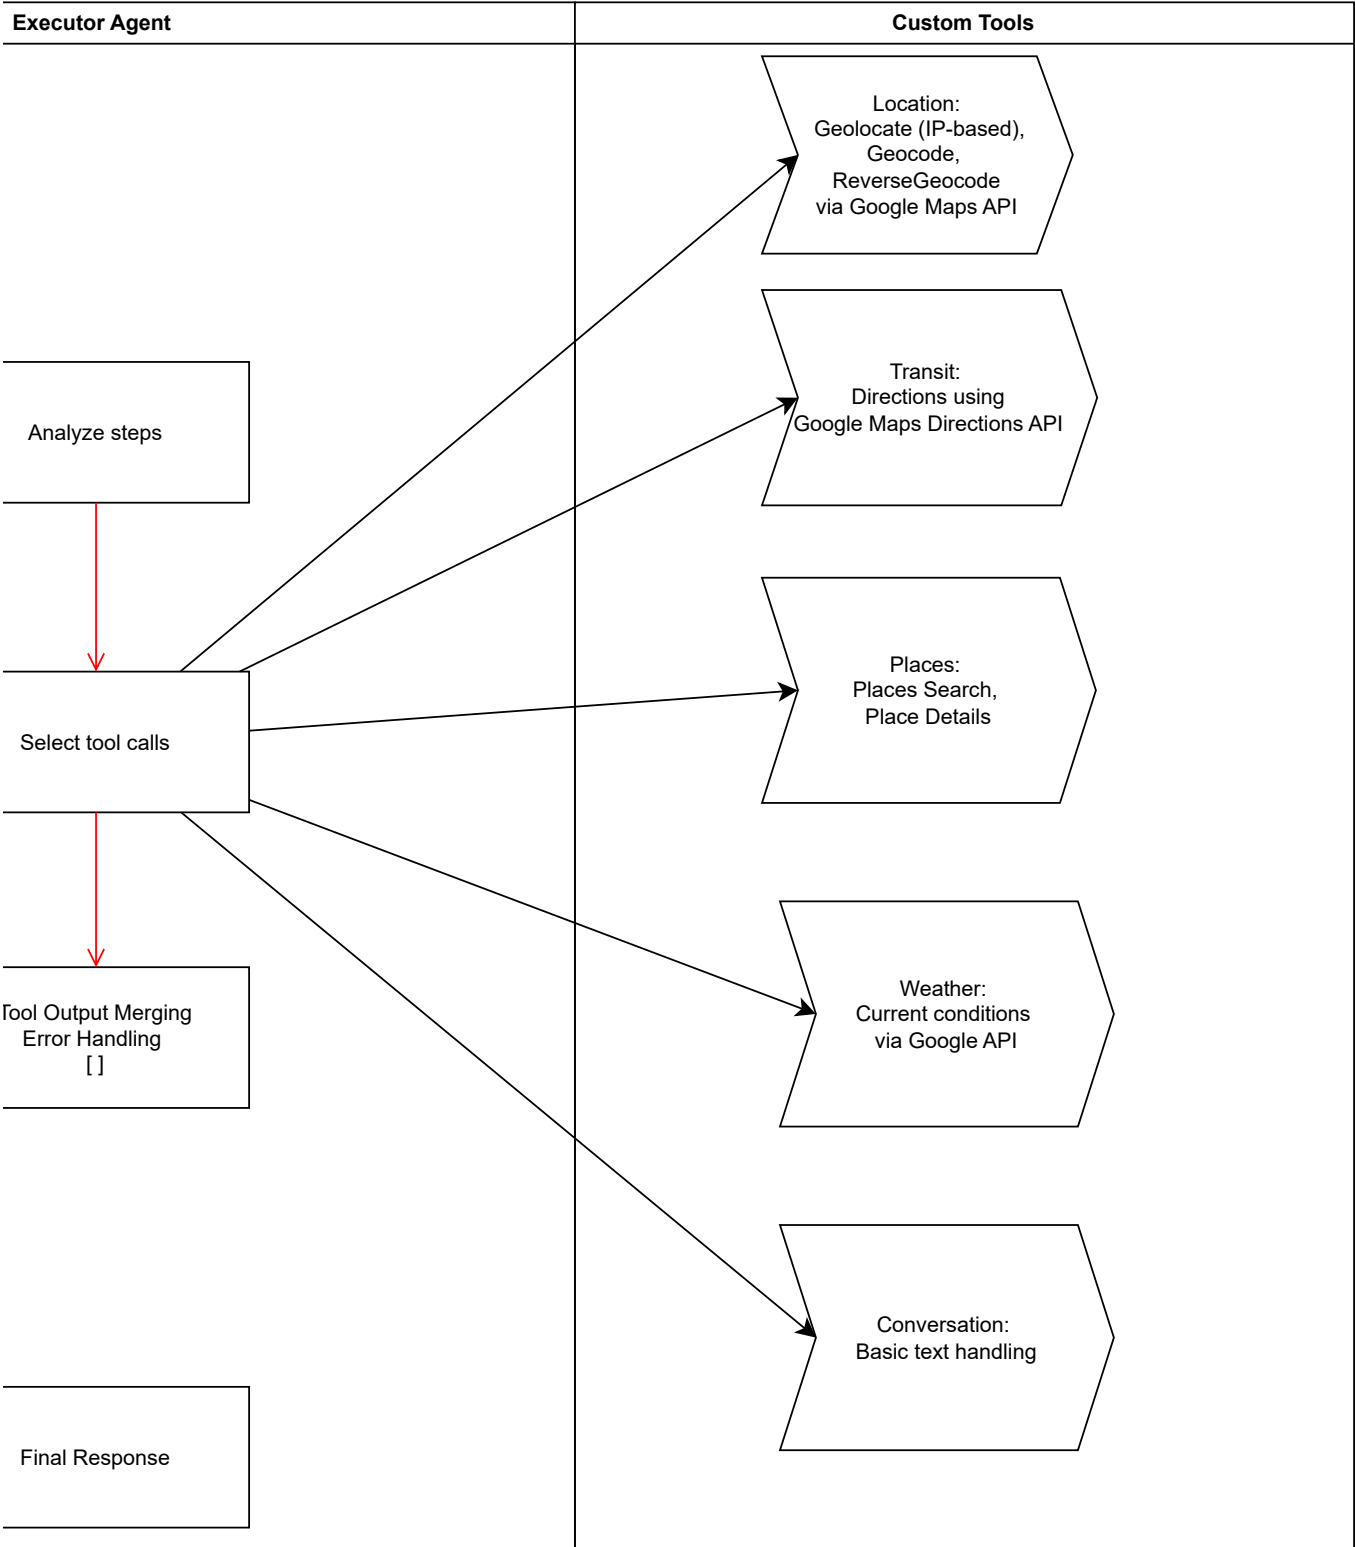 Executor Agent
Custom Tools
Location:
Geolocate (IP-based),
Geocode,
ReverseGeocode
via Google Maps API
Transit:
Directions using
Google Maps Directions API
Analyze steps
Places:
Places Search,
Place Details
Select tool calls
Weather:
Current conditions
via Google API
Tool Output Merging
Error Handling
[ ]
Conversation:
Basic text handling
Final Response